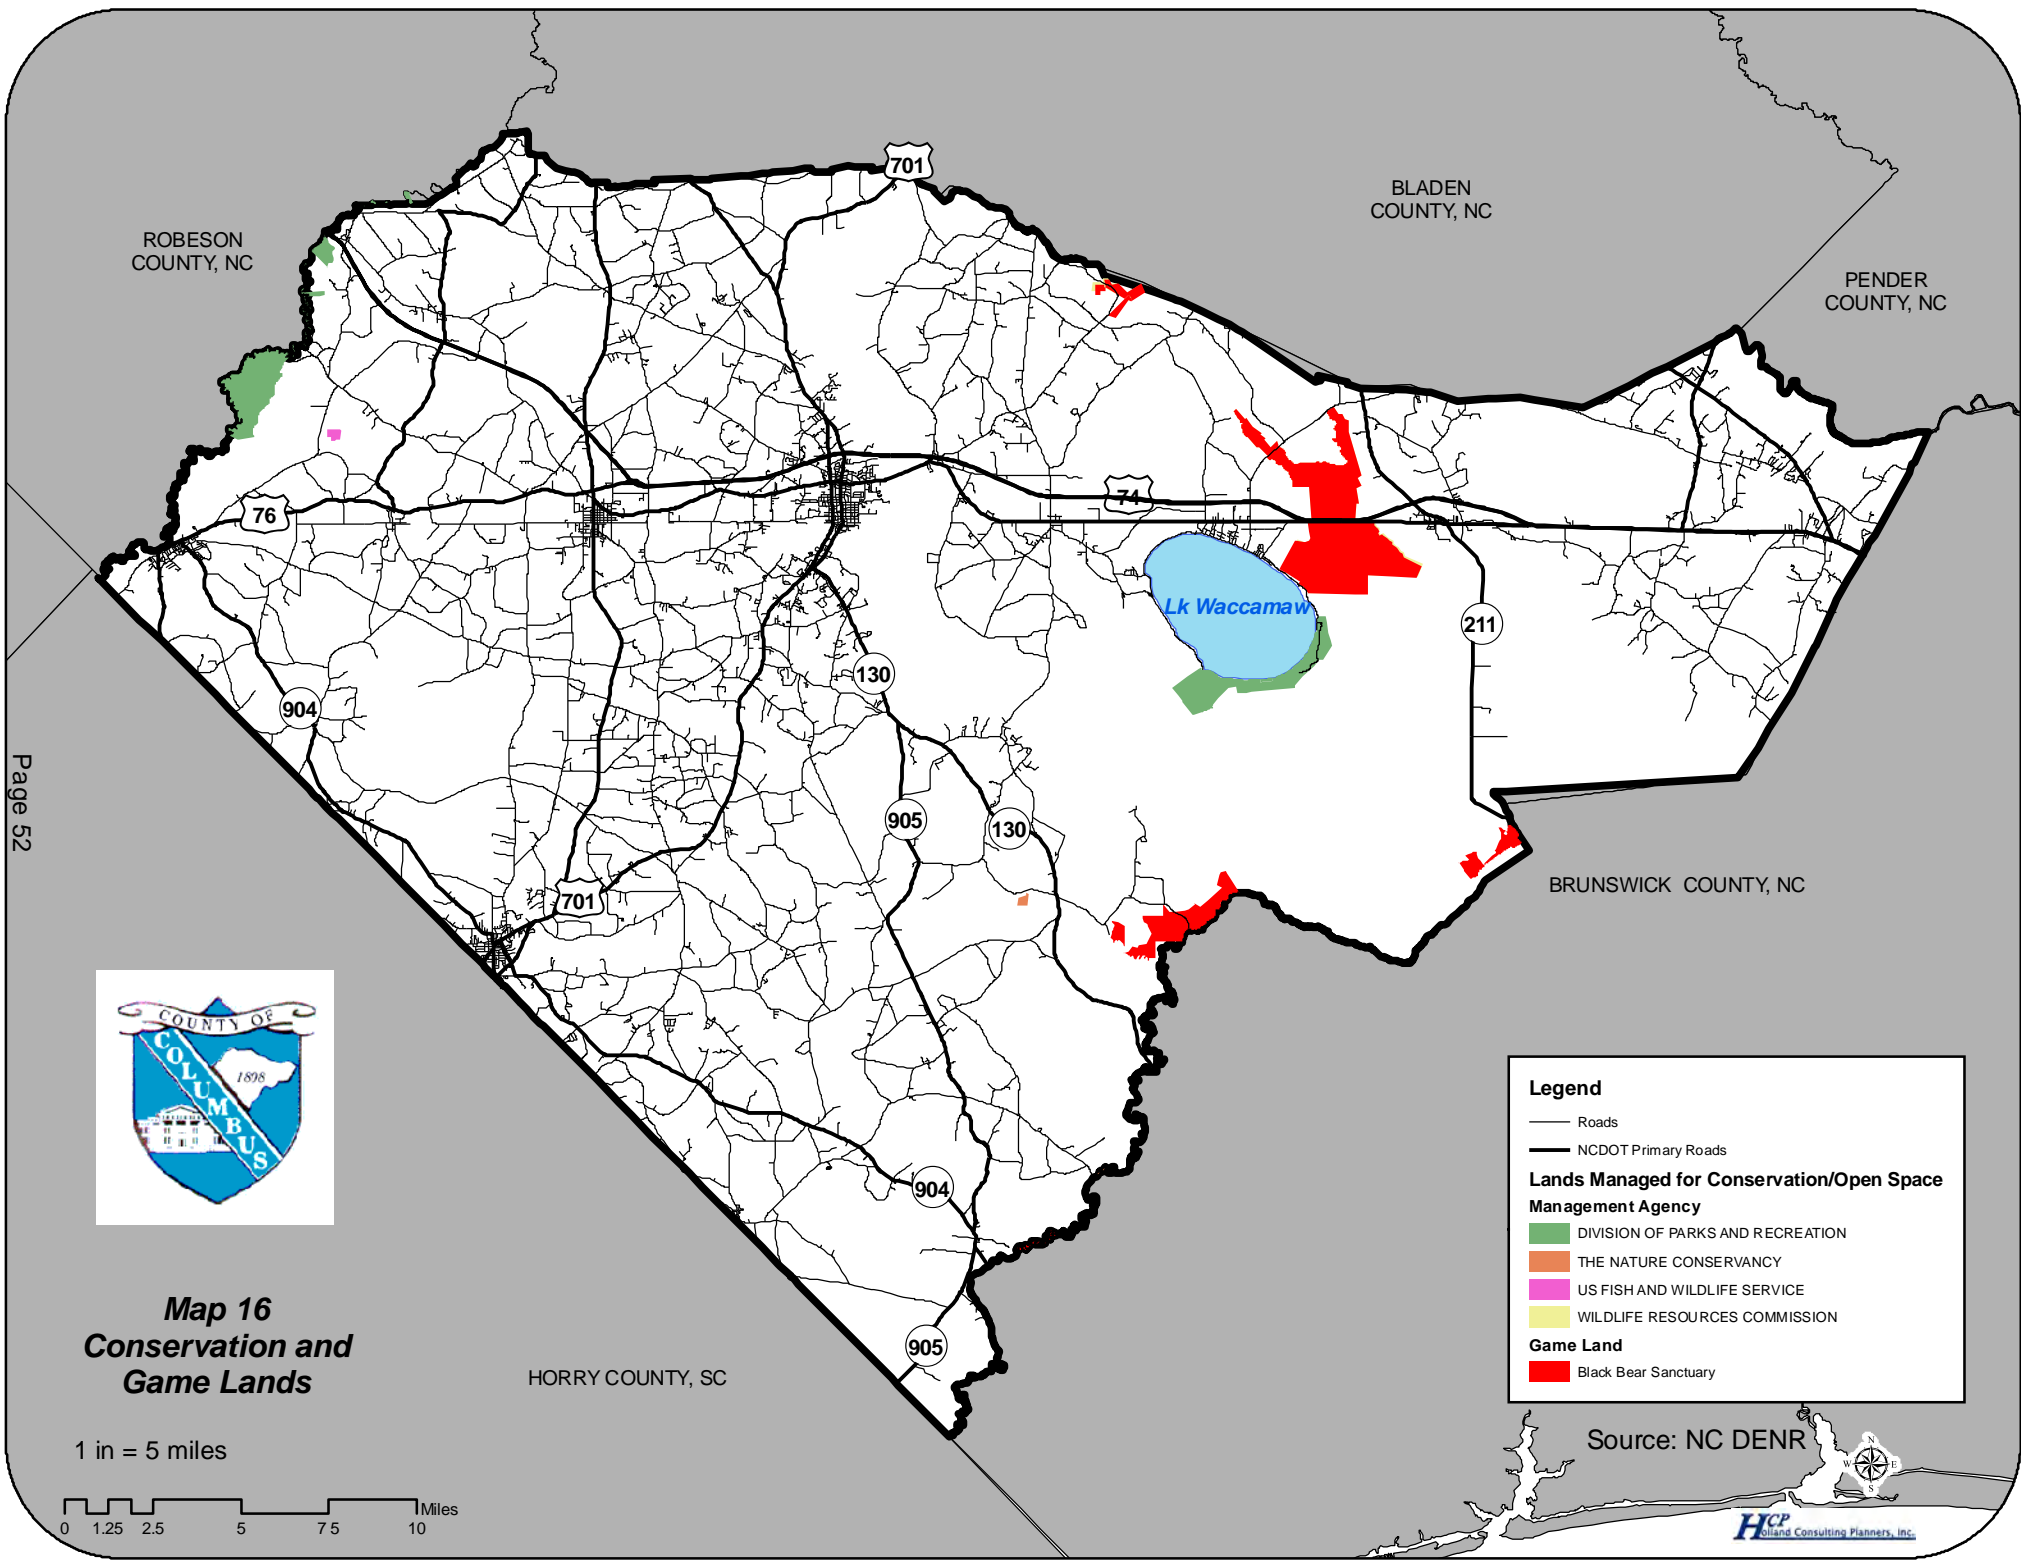 701
BLADEN
COUNTY, NC
ROBESON
COUNTY, NC
PENDER
COUNTY, NC
74
76
Lk Waccamaw
211
130
904
Page 52
905
130
701
BRUNSWICK COUNTY, NC
COUNTY OF
COLUMBUS
1898
904
905
Legend
Roads
NCDOT Primary Roads
Lands Managed for Conservation/Open Space
Management Agency
DIVISION OF PARKS AND RECREATION
THE NATURE CONSERVANCY
US FISH AND WILDLIFE SERVICE
WILDLIFE RESOURCES COMMISSION
Game Land
Black Bear Sanctuary
Map 16
Conservation and
Game Lands
HORRY COUNTY, SC
1 in = 5 miles
Miles
0 1.25 2.5 5 7 5 10
Source: NC DENR
N
W E
S
HCP
Holland Consulting Planners, Inc.